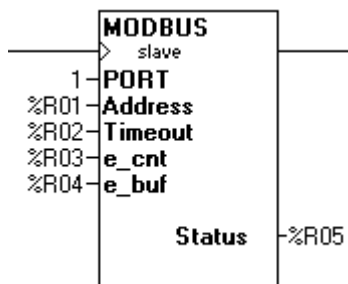 MODBUS
slave
1 PORT
%R01 Address
%R02 Timeout
%R03 e_cnt
%R04 e_buf
Status %R05